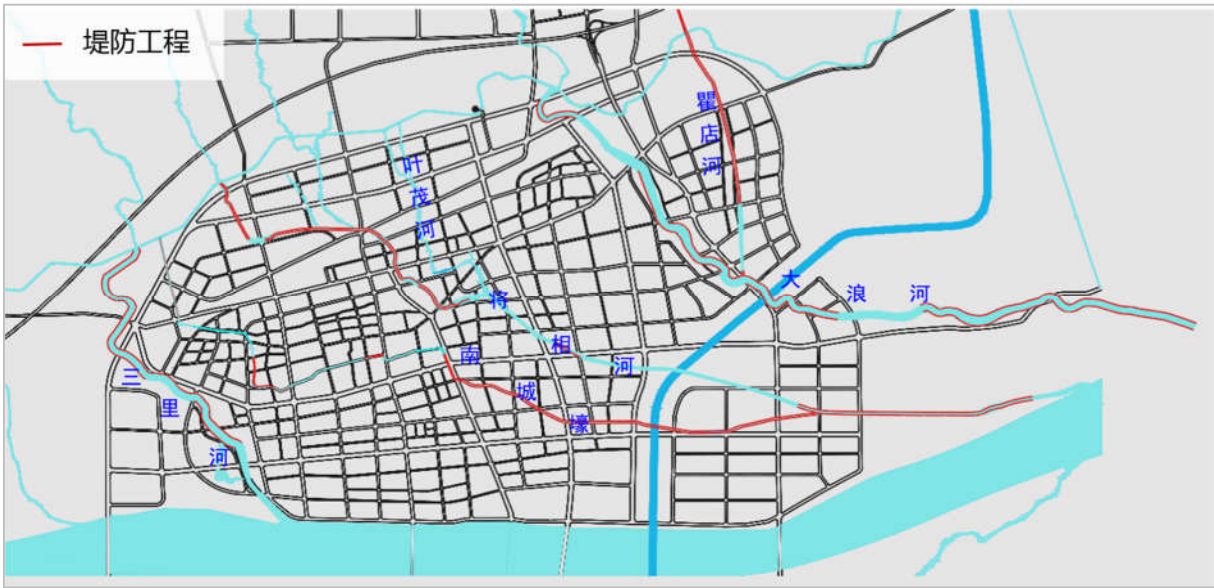 堤防工程
瞿店河
叶茂河
将相河
大浪河
南城壕
三里河